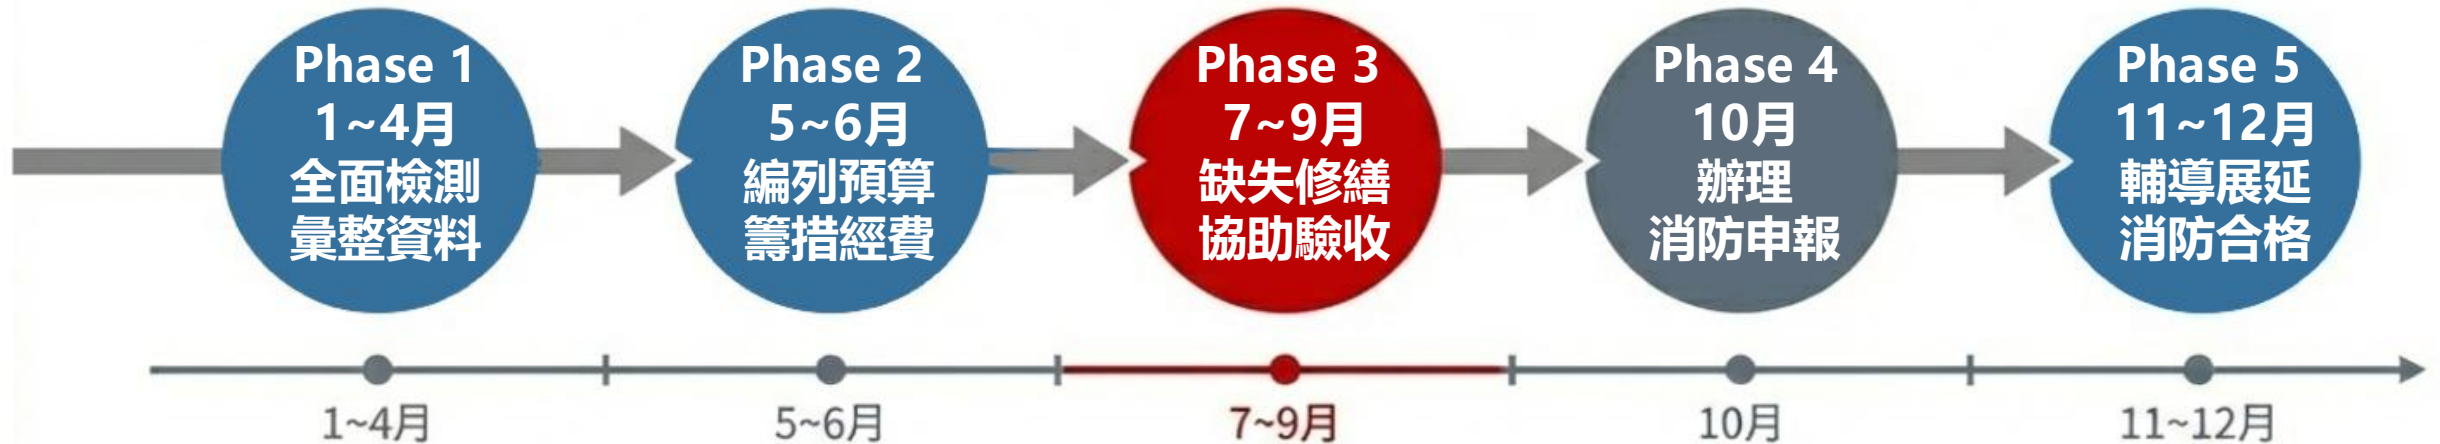 Phase 1
1~4月
全面檢測
彙整資料
Phase 2
5~6月
編列預算
籌措經費
Phase 3
7~9月
缺失修繕
協助驗收
Phase 4
10月
辦理
消防申報
Phase 5
11~12月
輔導展延
消防合格
1~4月
5~6月
7~9月
10月
11~12月